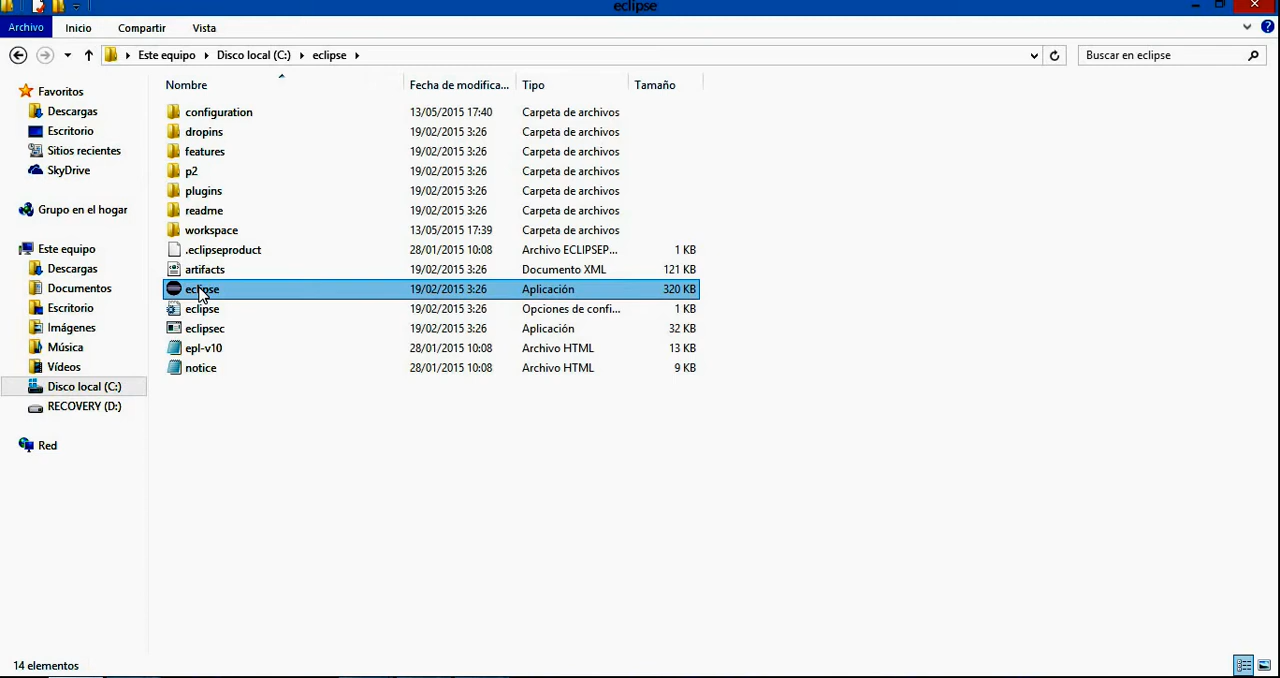 eclipse
Archivo Inicio Compartir Vista
Este equipo Disco local (C:) eclipse Buscar en eclipse
Nombre Fecha de modifica... Tipo Tamaño
Favoritos
Descargas
Escritorio
Sitios recientes
SkyDrive
Grupo en el hogar
Este equipo
Descargas
Documentos
Escritorio
Imágenes
Música
Vídeos
Disco local (C:)
RECOVERY (D:)
Red
configuration 13/05/2015 17:40 Carpeta de archivos
dropins 19/02/2015 3:26 Carpeta de archivos
features 19/02/2015 3:26 Carpeta de archivos
p2 19/02/2015 3:26 Carpeta de archivos
plugins 19/02/2015 3:26 Carpeta de archivos
readme 19/02/2015 3:26 Carpeta de archivos
workspace 13/05/2015 17:39 Carpeta de archivos
.eclipseproduct 28/01/2015 10:08 Archivo ECLIPSEP... 1 KB
artifacts 19/02/2015 3:26 Documento XML 121 KB
eclipse 19/02/2015 3:26 Aplicación 320 KB
eclipse 19/02/2015 3:26 Opciones de confi... 1 KB
eclipsec 19/02/2015 3:26 Aplicación 32 KB
epl-v10 28/01/2015 10:08 Archivo HTML 13 KB
notice 28/01/2015 10:08 Archivo HTML 9 KB
14 elementos